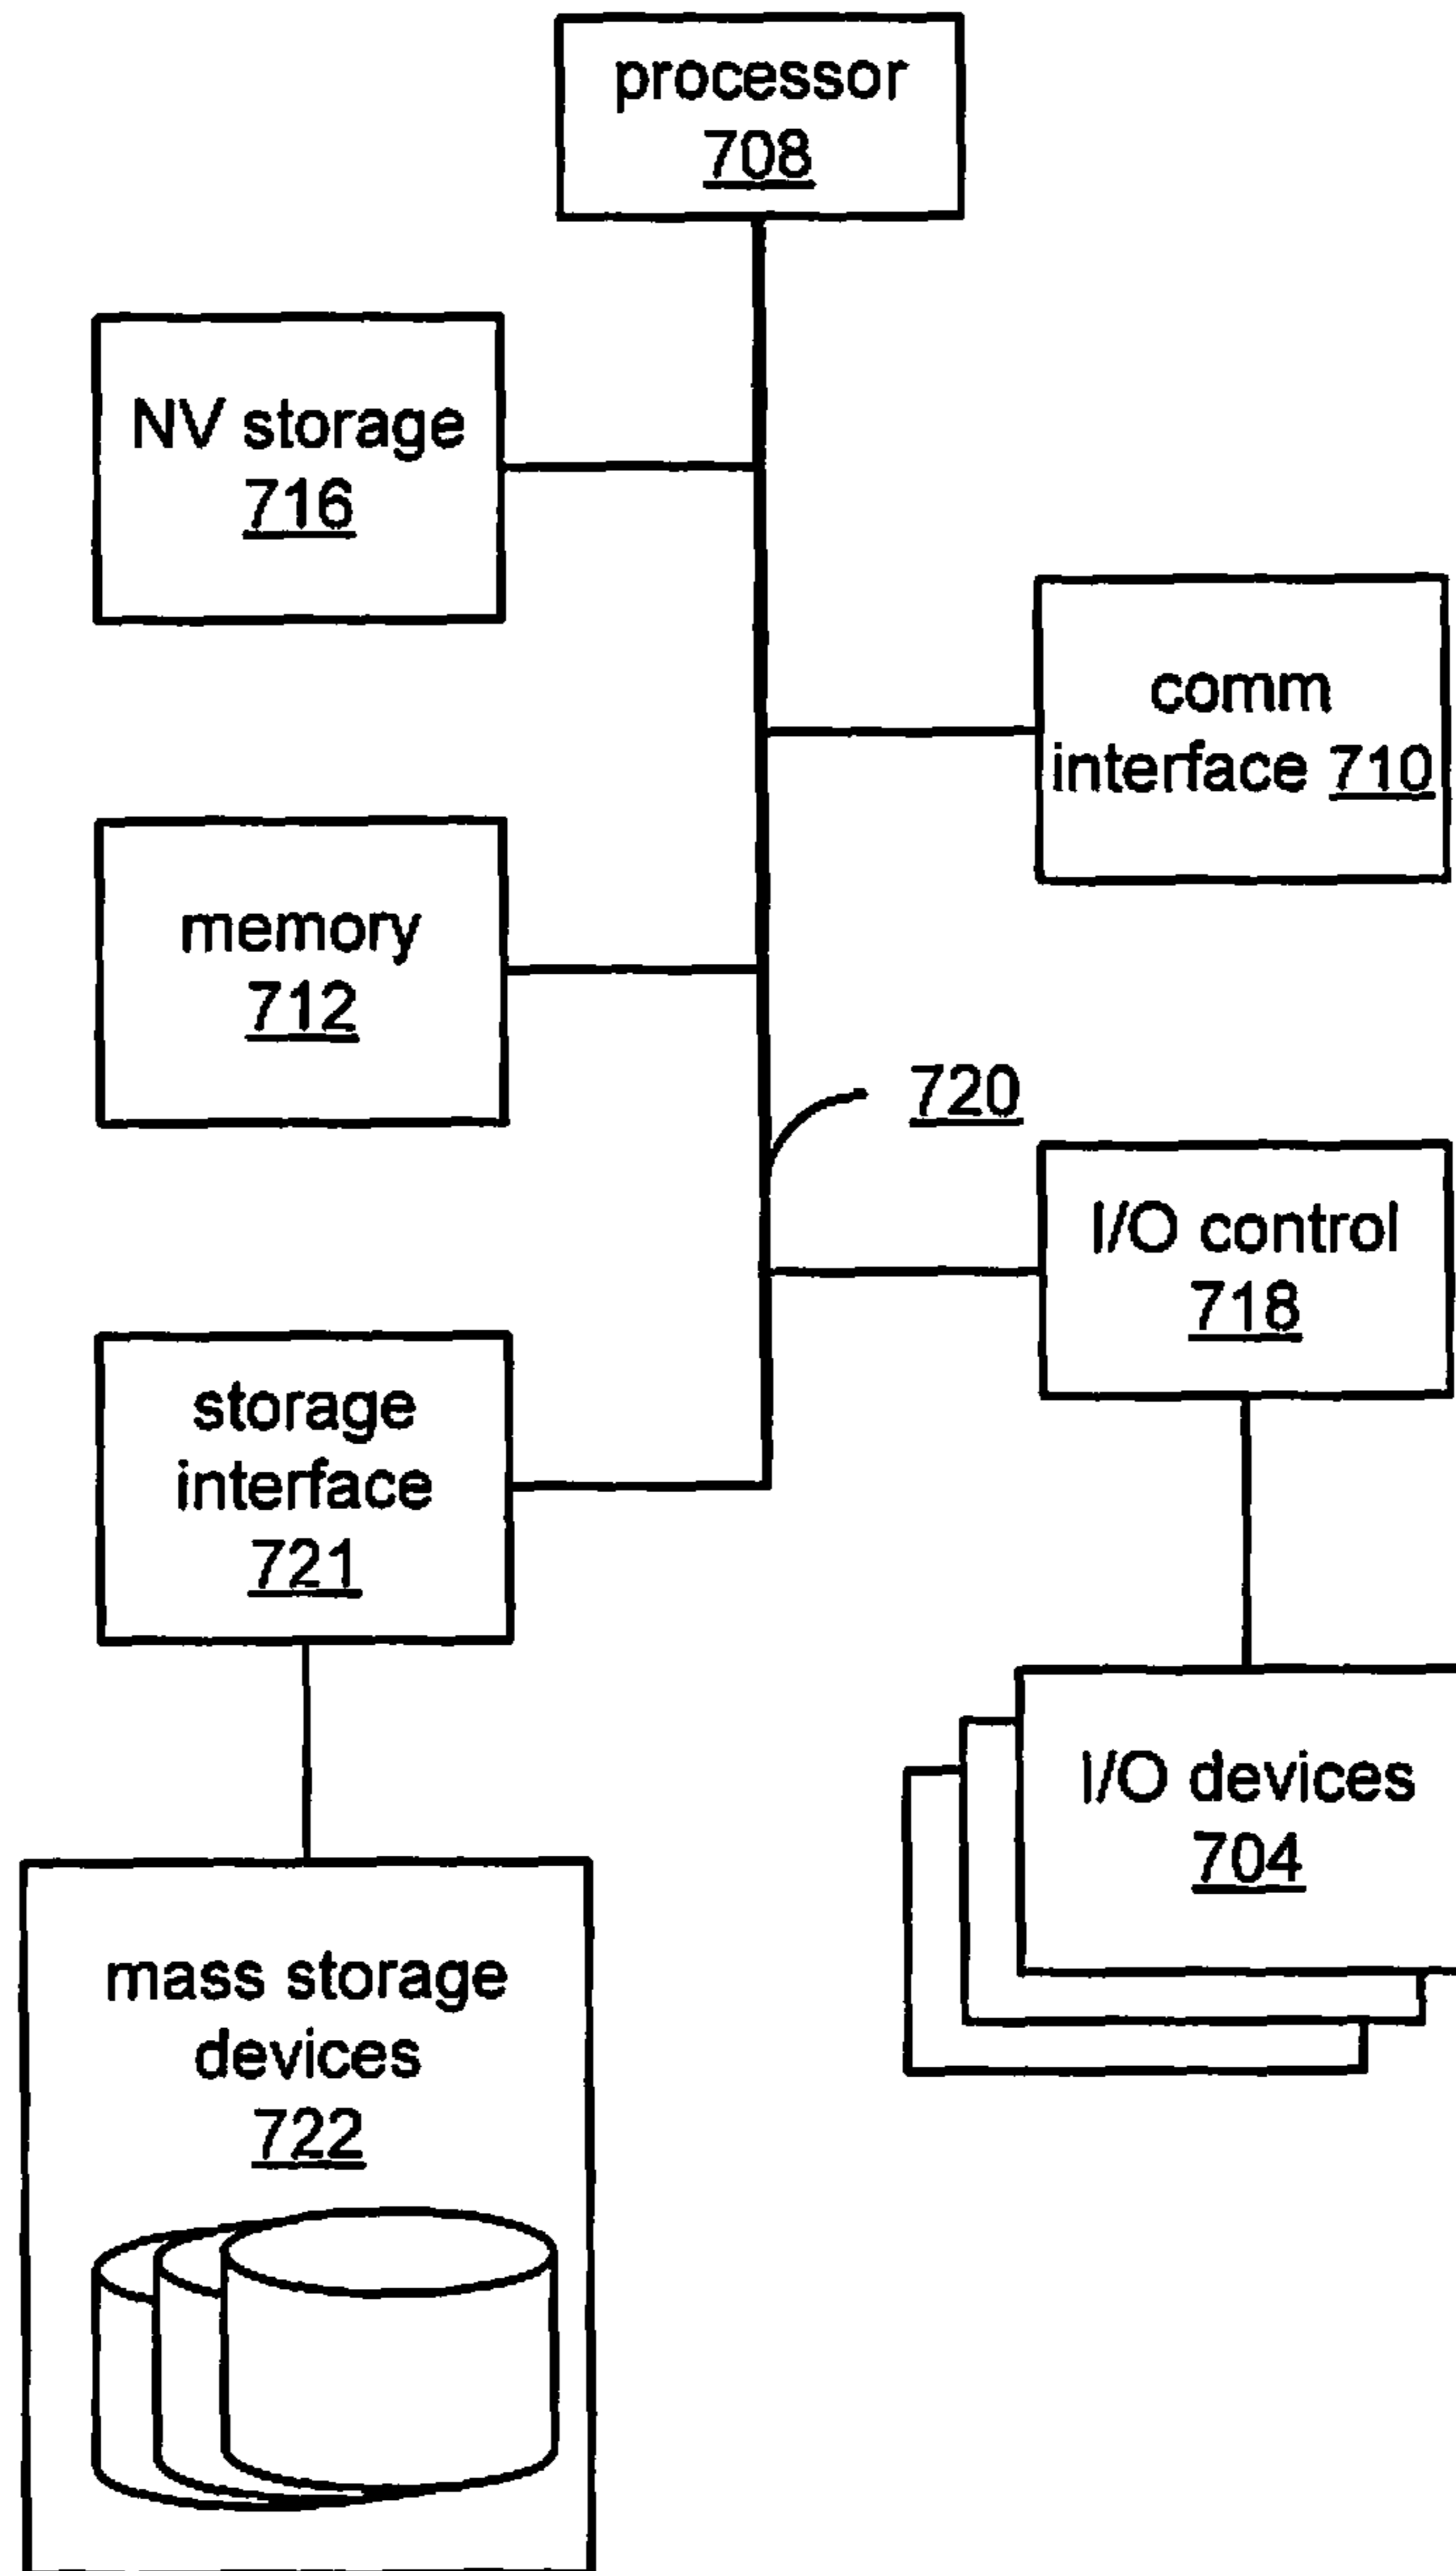 processor
708
NV storage
716
comm
interface 710
memory
712
720
I/O control
718
storage
interface
721
I/O devices
704
mass storage
devices
722